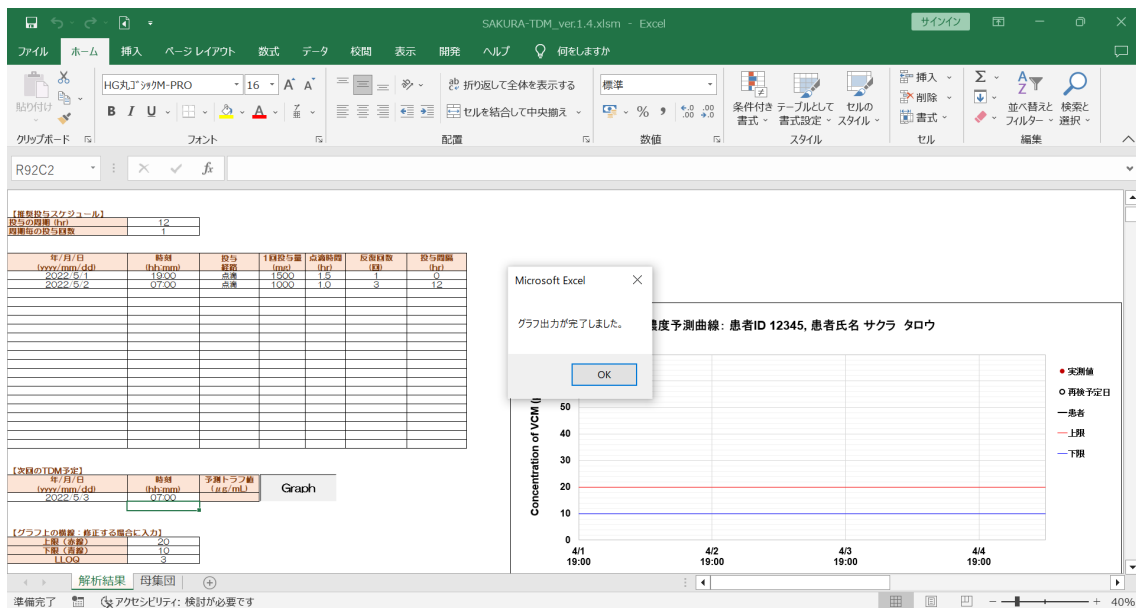 SAKURA-TDM_ver.1.4.xlsm - Excel
サインイン
ファイル ホーム 挿入 ページ レイアウト 数式 データ 校閲 表示 開発 ヘルプ 何をしますか
貼り付け
HG丸ゴシックM-PRO 16 A A
B I U A
折り返して全体を表示する
セルを結合して中央揃え
標準
%
条件付き書式
テーブルとして書式設定
セルのスタイル
挿入
削除
書式
並べ替えとフィルター
検索と選択
クリップボード フォント 配置 数値 スタイル セル 編集
R92C2 fx
【推奨投与スケジュール】
投与の周期 (hr) 12
周期毎の投与回数 1
年/月/日 時刻 投与 1回投与量 点滴時間 反復回数 投与間隔
(yyyy/mm/dd) (hh:mm) 経路 (mg) (hr) (回) (hr)
2022/5/1 19:00 点滴 1500 1.5 1 0
2022/5/2 07:00 点滴 1000 1.0 3 12
Microsoft Excel
グラフ出力が完了しました。
OK
濃度予測曲線: 患者ID 12345, 患者氏名 サクラ タロウ
Concentration of VCM
50
40
30
20
10
0
4/1 4/2 4/3 4/4
19:00 19:00 19:00 19:00
実測値
再検予定日
患者
上限
下限
【次回のTDM予定】
年/月/日 時刻 予測トラフ値
(yyyy/mm/dd) (hh:mm) (μg/mL)
2022/5/3 07:00
Graph
【グラフ上の横線：修正する場合に入力】
上限（赤線） 20
下限（青線） 10
LLOQ 3
解析結果 母集団
準備完了 アクセシビリティ: 検討が必要です 40%